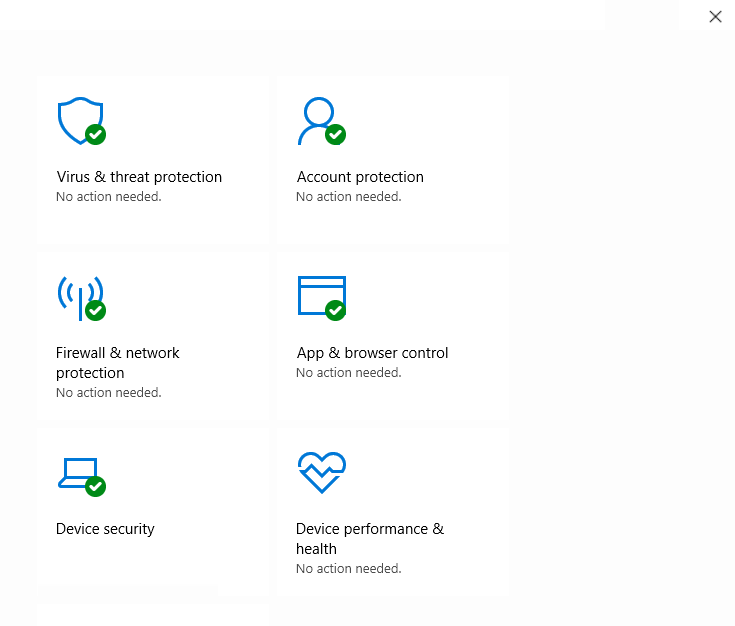 Virus & threat protection
No action needed.
Account protection
No action needed.
Firewall & network
protection
No action needed.
App & browser control
No action needed.
Device security
Device performance &
health
No action needed.